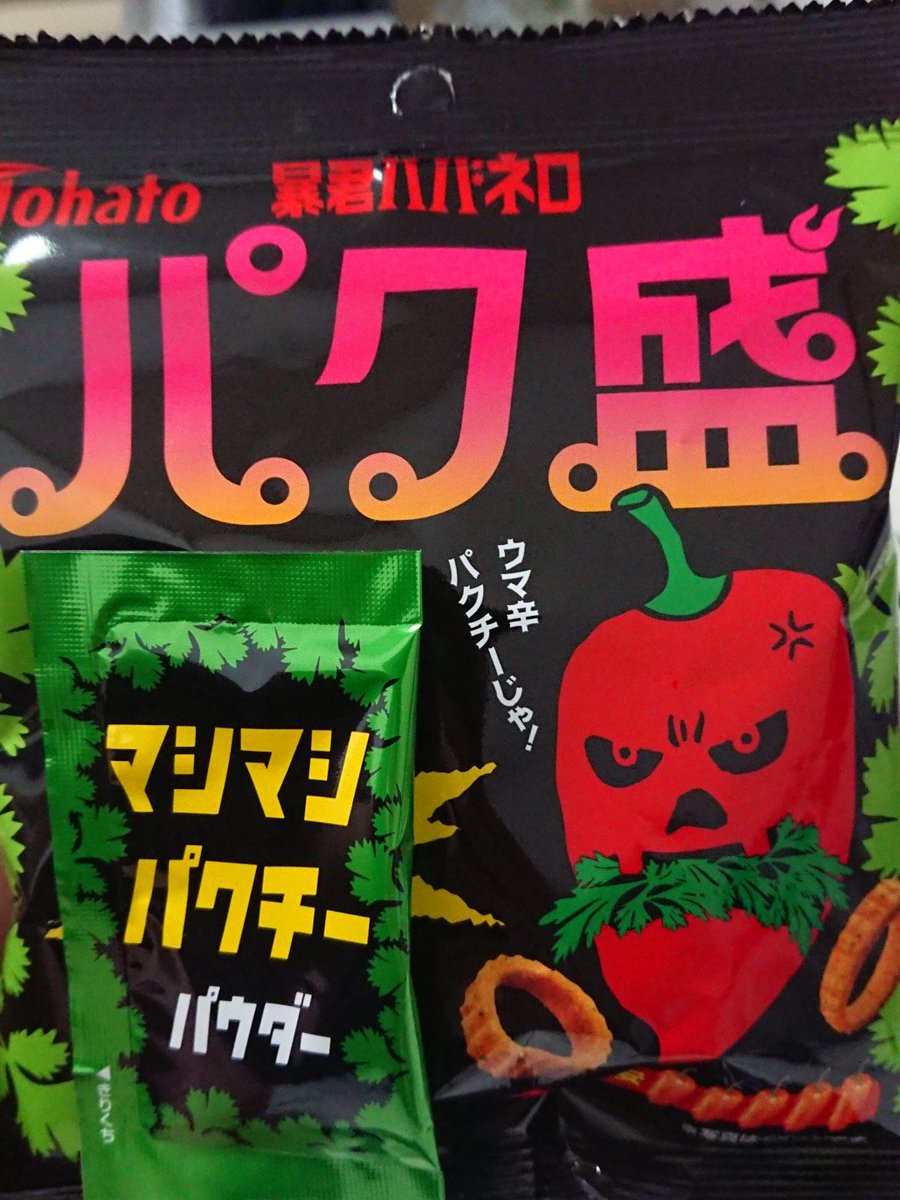 Tohato
暴君ハバネロ
パク盛
ウマ辛
パクチーじゃ!
マシマシ
パクチー
パウダー